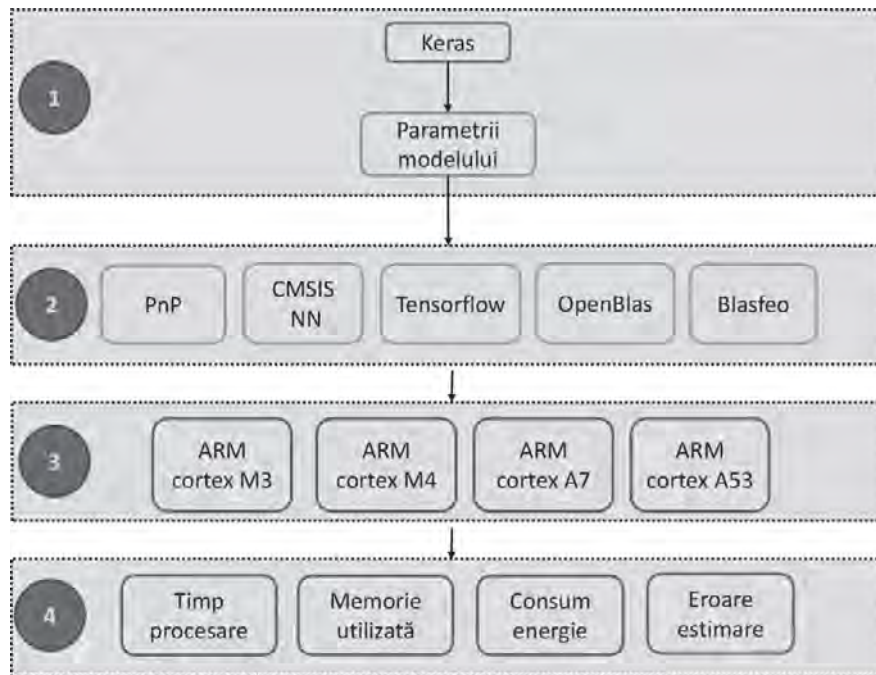 Keras
1
Parametrii
modelului
2
PnP
CMSIS
NN
Tensorflow
OpenBlas
Blasfeo
3
ARM
cortex M3
ARM
cortex M4
ARM
cortex A7
ARM
cortex A53
4
Timp
procesare
Memorie
utilizată
Consum
energie
Eroare
estimare